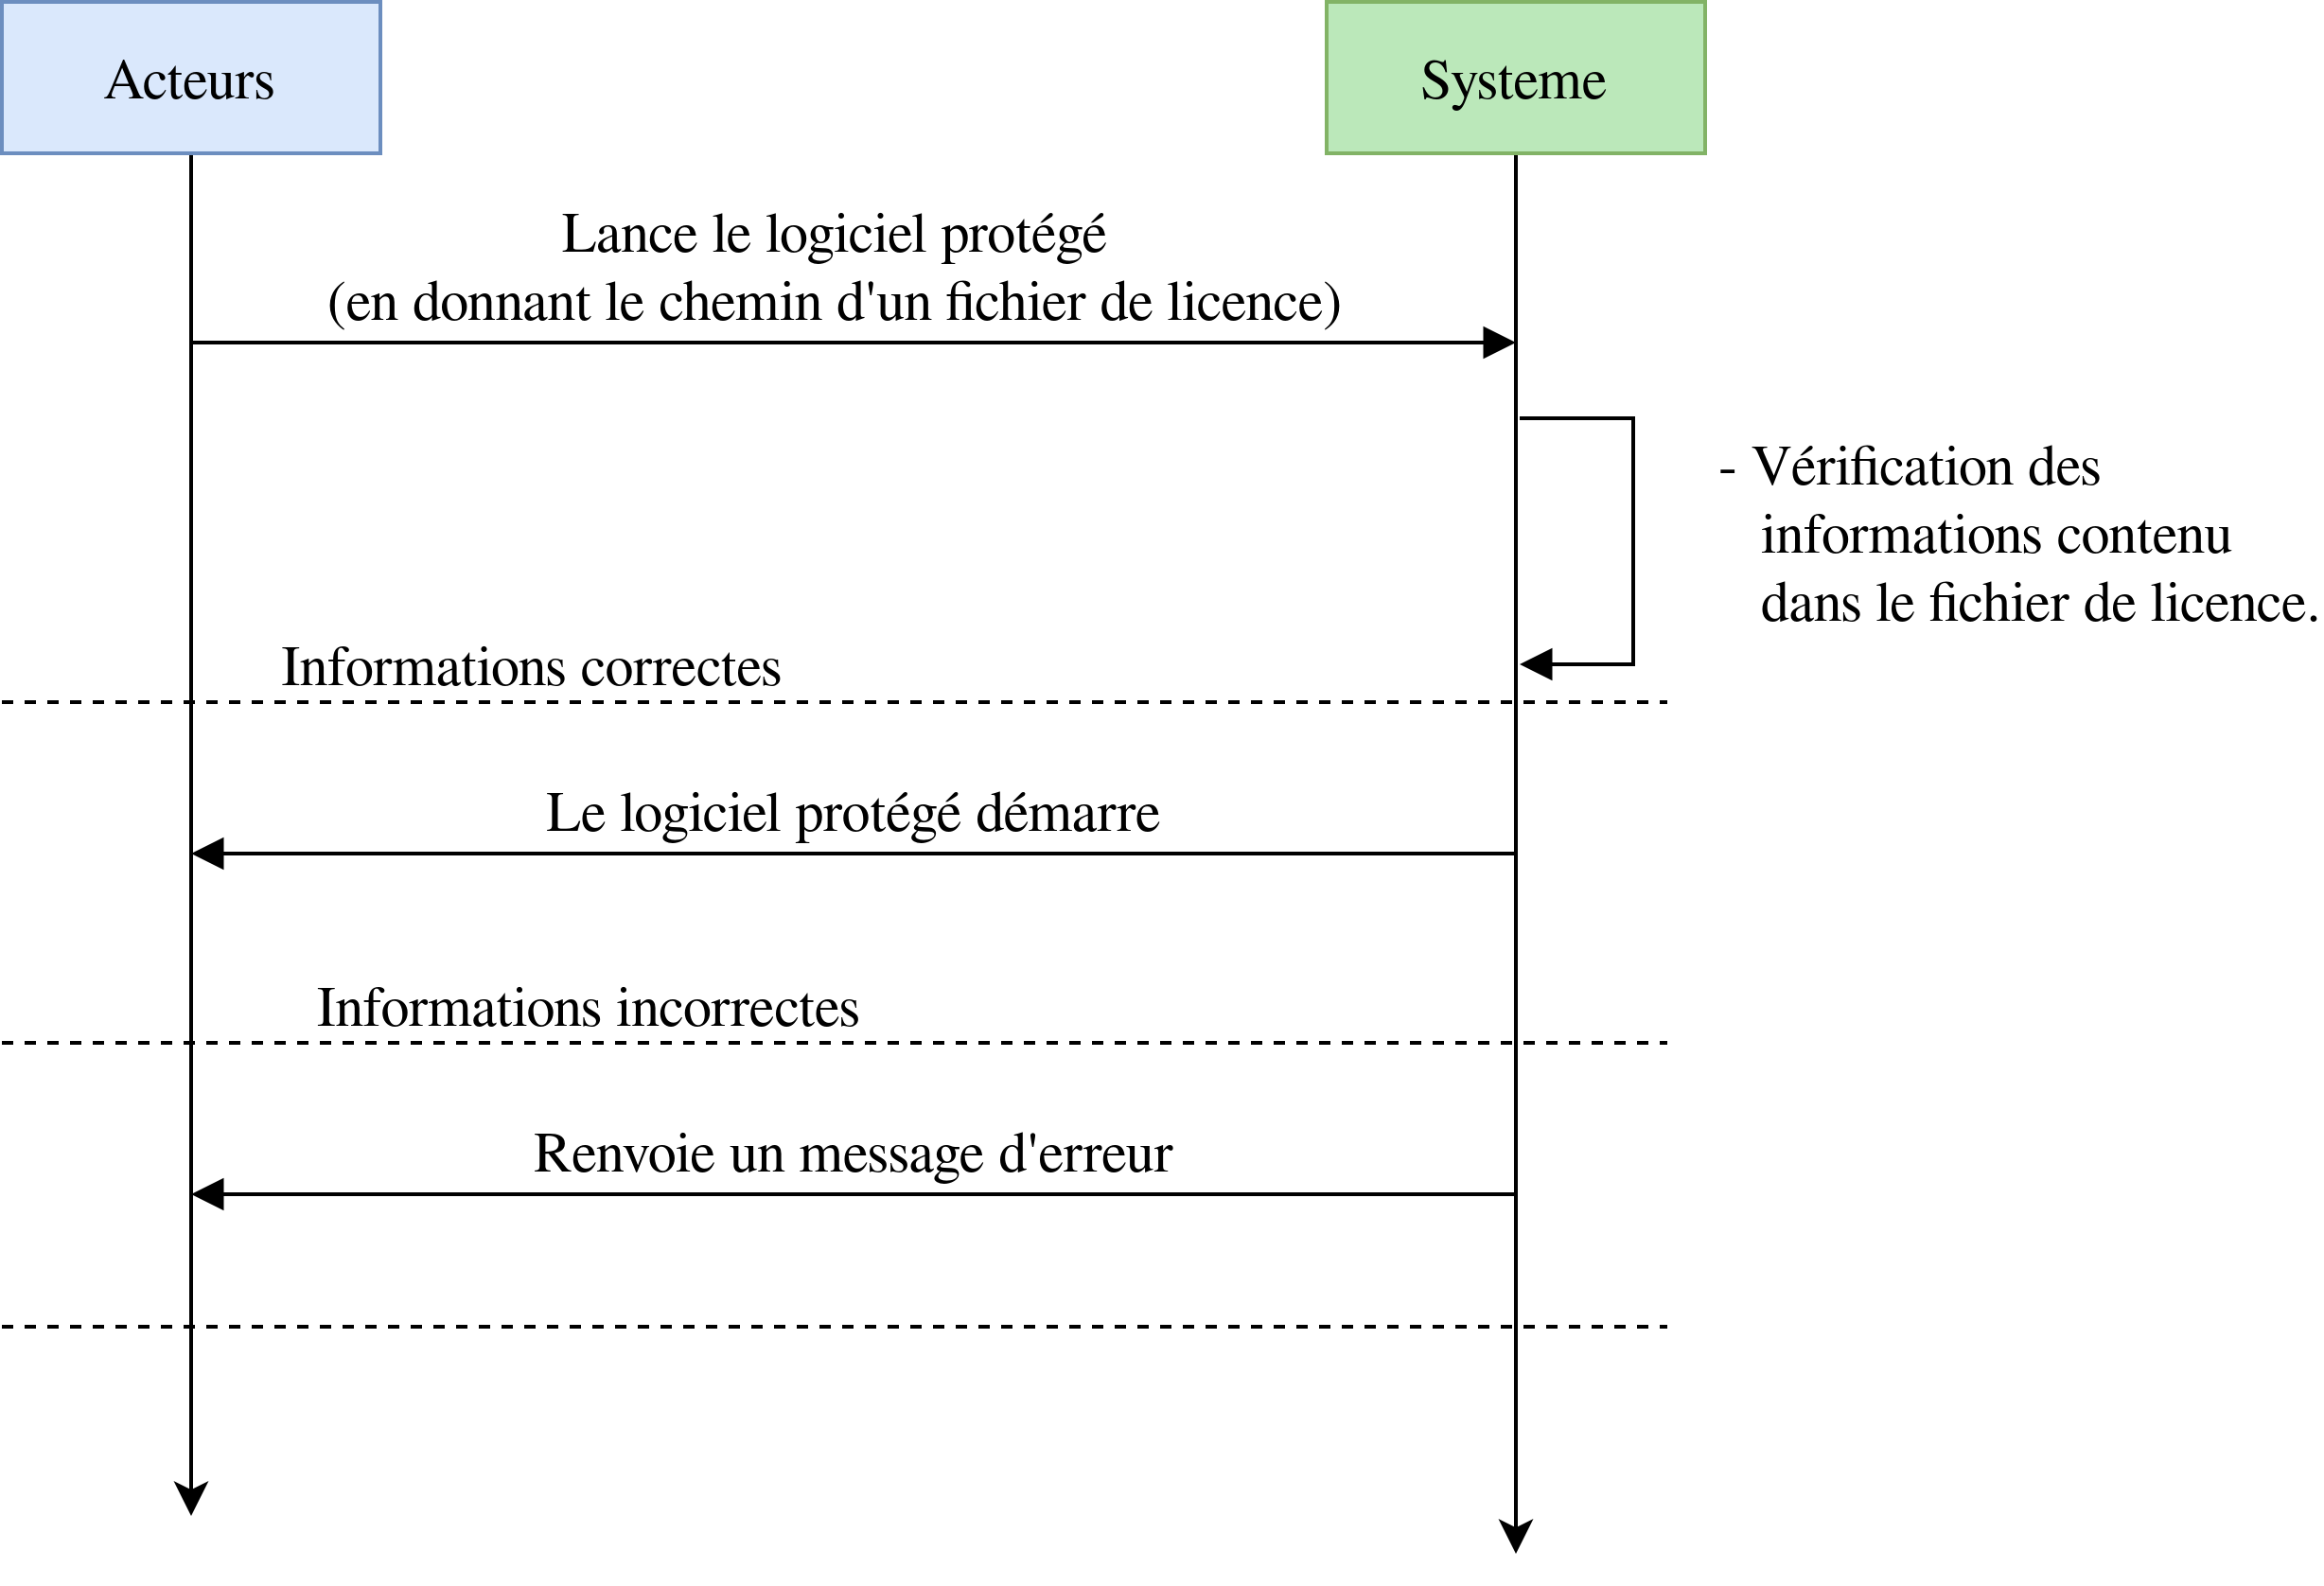 Acteurs
Systeme
Lance le logiciel protégé
(en donnant le chemin d'un fichier de licence)
- Vérification des
informations contenu
dans le fichier de licence.
Informations correctes
Le logiciel protégé démarre
Informations incorrectes
Renvoie un message d'erreur